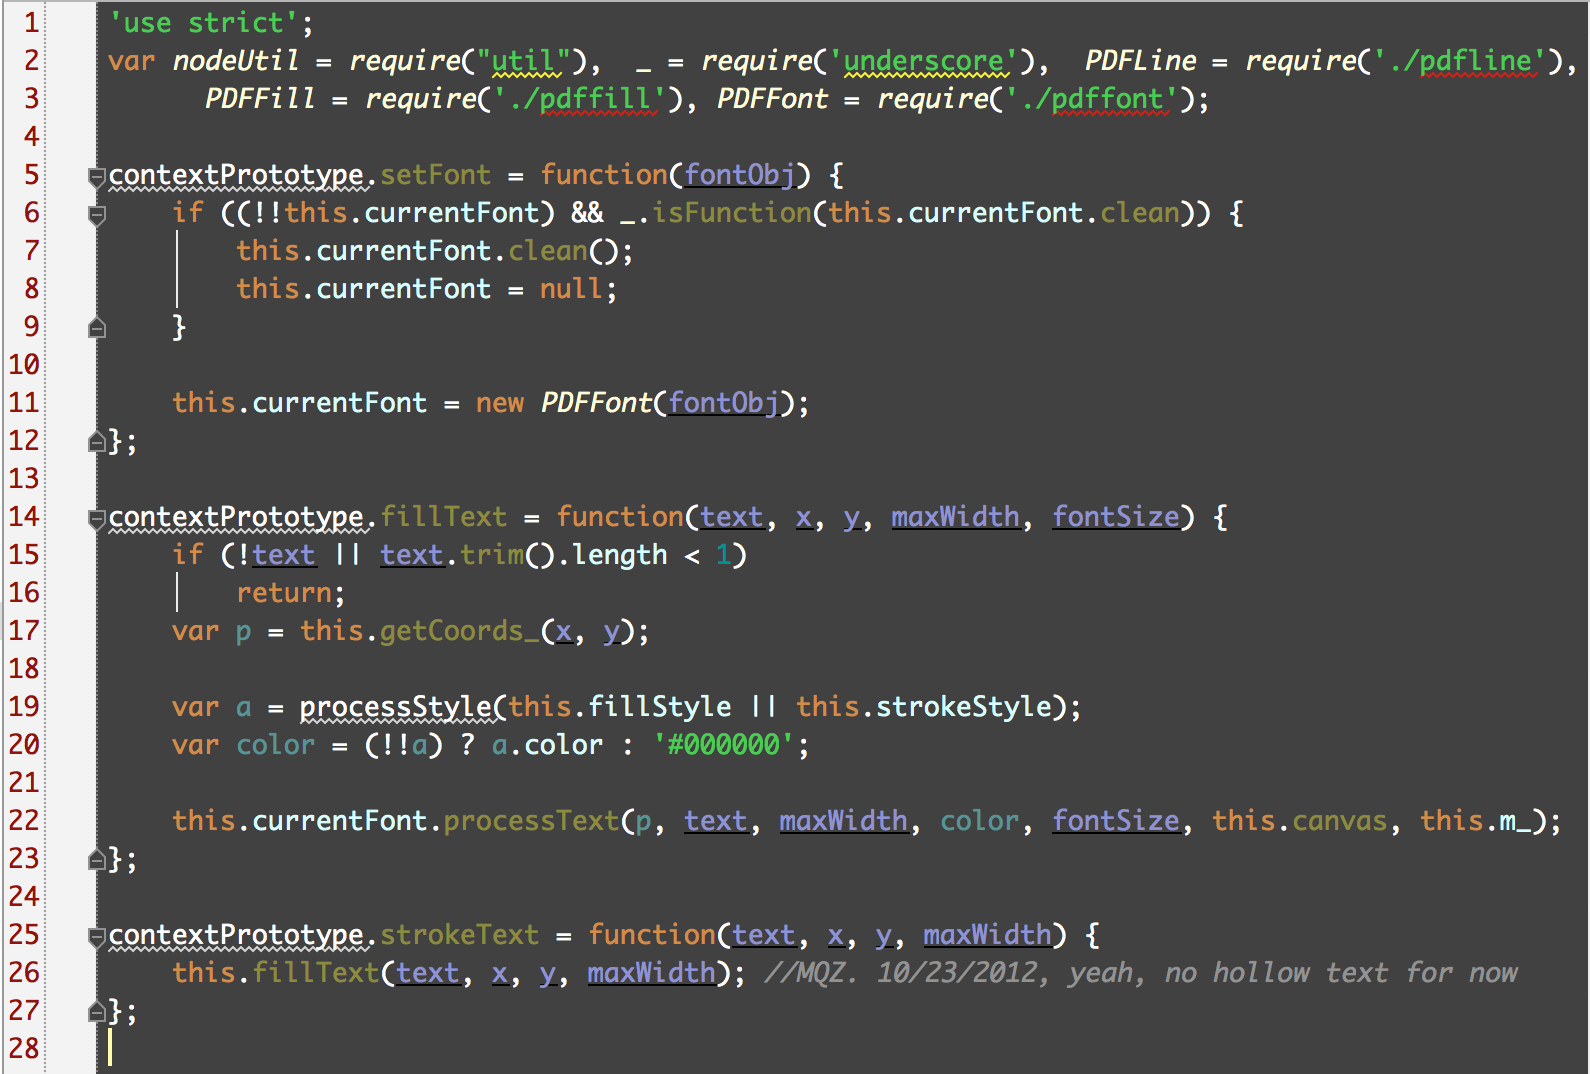 1 'use strict';
2 var nodeUtil = require("util"),  _ = require('underscore'),  PDFLine = require('./pdfline'),
3       PDFFill = require('./pdffill'), PDFFont = require('./pdffont');
4
5 contextPrototype.setFont = function(fontObj) {
6     if ((!!this.currentFont) && _.isFunction(this.currentFont.clean)) {
7         this.currentFont.clean();
8         this.currentFont = null;
9     }
10
11     this.currentFont = new PDFFont(fontObj);
12 };
13
14 contextPrototype.fillText = function(text, x, y, maxWidth, fontSize) {
15     if (!text || text.trim().length < 1)
16         return;
17     var p = this.getCoords_(x, y);
18
19     var a = processStyle(this.fillStyle || this.strokeStyle);
20     var color = (!!a) ? a.color : '#000000';
21
22     this.currentFont.processText(p, text, maxWidth, color, fontSize, this.canvas, this.m_);
23 };
24
25 contextPrototype.strokeText = function(text, x, y, maxWidth) {
26     this.fillText(text, x, y, maxWidth); //MQZ. 10/23/2012, yeah, no hollow text for now
27 };
28